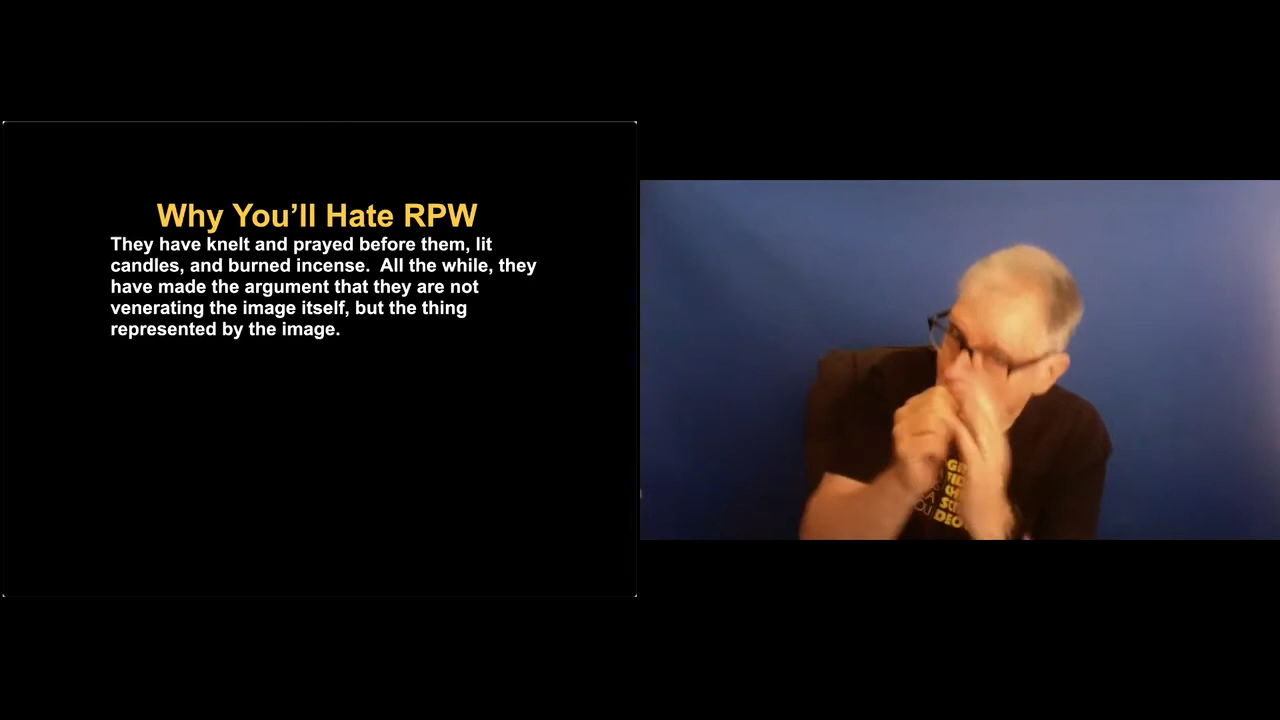 Why You’ll Hate RPW
They have knelt and prayed before them, lit
candles, and burned incense.  All the while, they
have made the argument that they are not
venerating the image itself, but the thing
represented by the image.